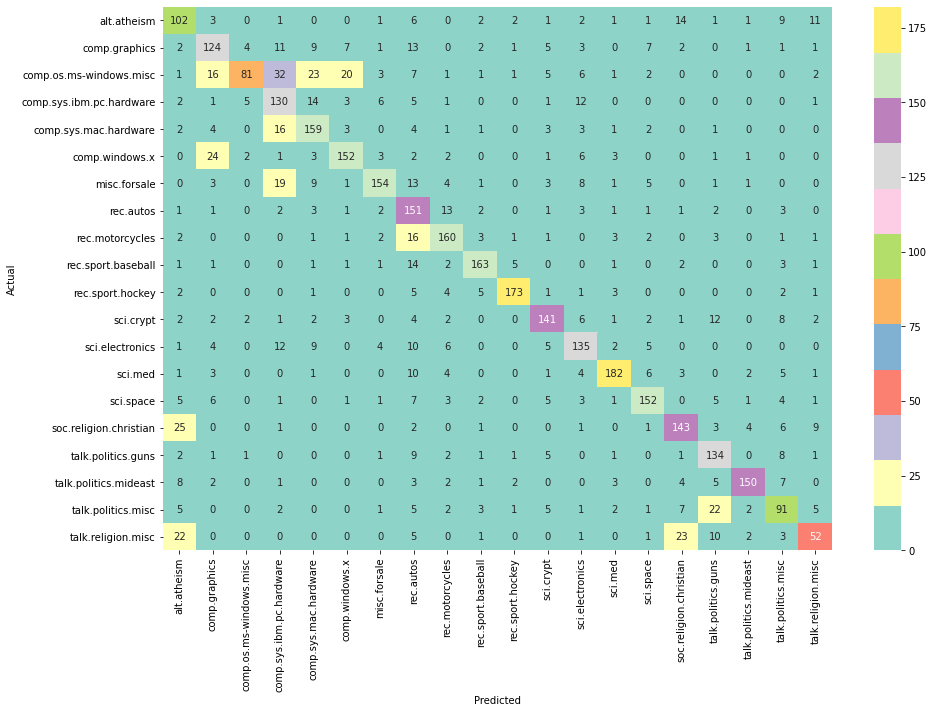 alt.atheism 102 3 0 1 0 0 1 6 0 2 2 1 2 1 1 14 1 1 9 11
comp.graphics 2 124 4 11 9 7 1 13 0 2 1 5 3 0 7 2 0 1 1 1
comp.os.ms-windows.misc 1 16 81 32 23 20 3 7 1 1 1 5 6 1 2 0 0 0 0 2
comp.sys.ibm.pc.hardware 2 1 5 130 14 3 6 5 1 0 0 1 12 0 0 0 0 0 0 1
comp.sys.mac.hardware 2 4 0 16 159 3 0 4 1 1 0 3 3 1 2 0 1 0 0 0
comp.windows.x 0 24 2 1 3 152 3 2 2 0 0 1 6 3 0 0 1 1 0 0
misc.forsale 0 3 0 19 9 1 154 13 4 1 0 3 8 1 5 0 1 1 0 0
rec.autos 1 1 0 2 3 1 2 151 13 2 0 1 3 1 1 1 2 0 3 0
rec.motorcycles 2 0 0 0 1 1 2 16 160 3 1 1 0 3 2 0 3 0 1 1
rec.sport.baseball 1 1 0 0 1 1 1 14 2 163 5 0 0 1 0 2 0 0 3 1
rec.sport.hockey 2 0 0 0 1 0 0 5 4 5 173 1 1 3 0 0 0 0 2 1
sci.crypt 2 2 2 1 2 3 0 4 2 0 0 141 6 1 2 1 12 0 8 2
sci.electronics 1 4 0 12 9 0 4 10 6 0 0 5 135 2 5 0 0 0 0 0
sci.med 1 3 0 0 1 0 0 10 4 0 0 1 4 182 6 3 0 2 5 1
sci.space 5 6 0 1 0 1 1 7 3 2 0 5 3 1 152 0 5 1 4 1
soc.religion.christian 25 0 0 1 0 0 0 2 0 1 0 0 1 0 1 143 3 4 6 9
talk.politics.guns 2 1 1 0 0 0 1 9 2 1 1 5 0 1 0 1 134 0 8 1
talk.politics.mideast 8 2 0 1 0 0 0 3 2 1 2 0 0 3 0 4 5 150 7 0
talk.politics.misc 5 0 0 2 0 0 1 5 2 3 1 5 1 2 1 7 22 2 91 5
talk.religion.misc 22 0 0 0 0 0 0 5 0 1 0 0 1 0 1 23 10 2 3 52
Actual
alt.atheism
comp.graphics
comp.os.ms-windows.misc
comp.sys.ibm.pc.hardware
comp.sys.mac.hardware
comp.windows.x
misc.forsale
rec.autos
rec.motorcycles
rec.sport.baseball
rec.sport.hockey
sci.crypt
sci.electronics
sci.med
sci.space
soc.religion.christian
talk.politics.guns
talk.politics.mideast
talk.politics.misc
talk.religion.misc
Predicted
175
150
125
100
75
50
25
0